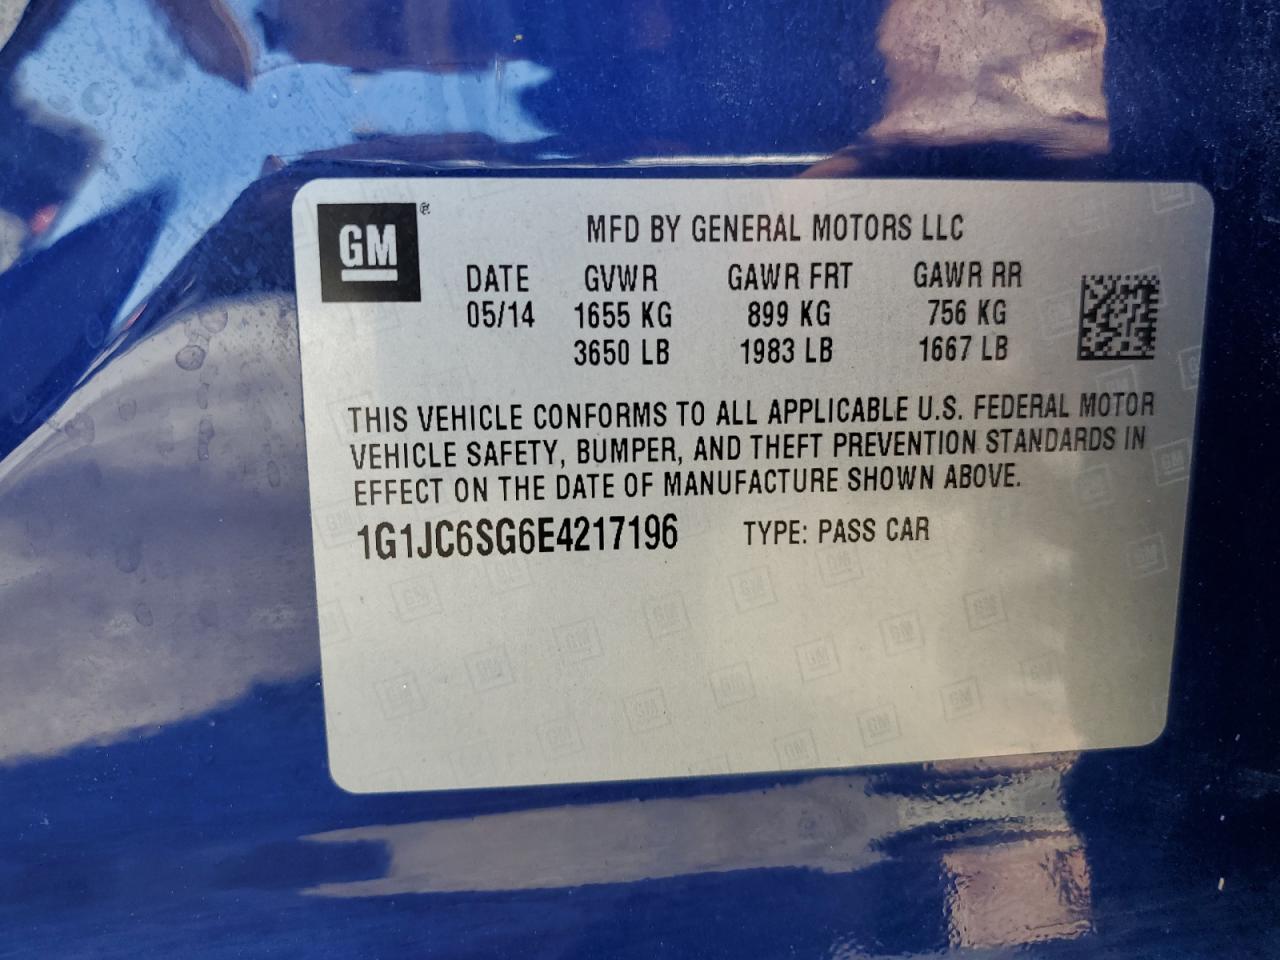 GM®
MFD BY GENERAL MOTORS LLC
DATE GVWR GAWR FRT GAWR RR
05/14 1655 KG 899 KG 756 KG
3650 LB 1983 LB 1667 LB
THIS VEHICLE CONFORMS TO ALL APPLICABLE U.S. FEDERAL MOTOR
VEHICLE SAFETY, BUMPER, AND THEFT PREVENTION STANDARDS IN
EFFECT ON THE DATE OF MANUFACTURE SHOWN ABOVE.
1G1JC6SG6E4217196 TYPE: PASS CAR